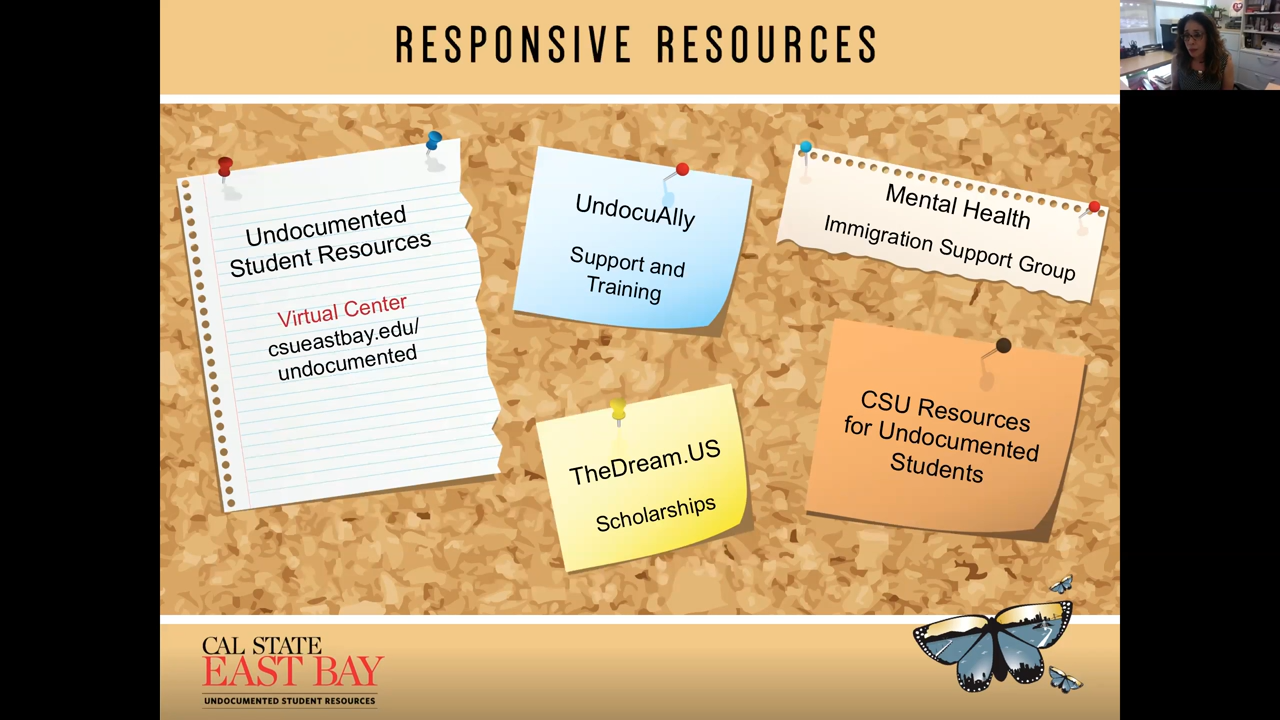 RESPONSIVE RESOURCES
Undocumented
Student Resources
Virtual Center
csueastbay.edu/
undocumented
UndocuAlly
Support and
Training
Mental Health
Immigration Support Group
TheDream.US
Scholarships
CSU Resources
for Undocumented
Students
CAL STATE
EAST BAY
UNDOCUMENTED STUDENT RESOURCES